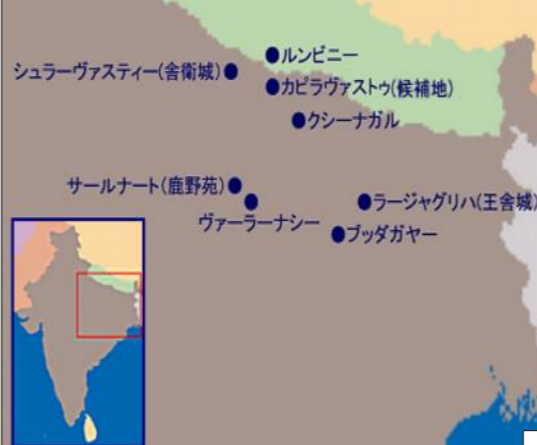 ルンビニー
シュラーヴァスティー(舎衛城)
カピラヴァストゥ(候補地)
クシーナガル
サールナート(鹿野苑)
ヴァーラーナシー
ラージャグリハ(王舎城)
ブッダガヤー